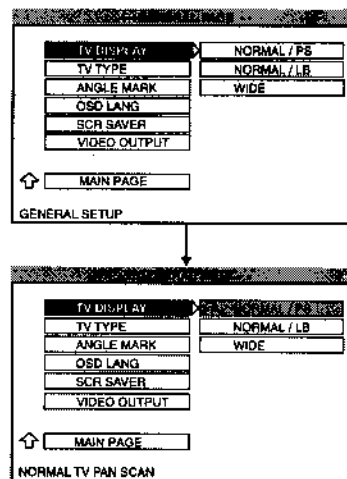 TV DISPLAY NORMAL / PS
TV TYPE NORMAL / LB
ANGLE MARK WIDE
OSD LANG
SCR SAVER
VIDEO OUTPUT
MAIN PAGE
GENERAL SETUP
TV DISPLAY
TV TYPE NORMAL / LB
ANGLE MARK WIDE
OSD LANG
SCR SAVER
VIDEO OUTPUT
MAIN PAGE
NORMAL TV PAN SCAN